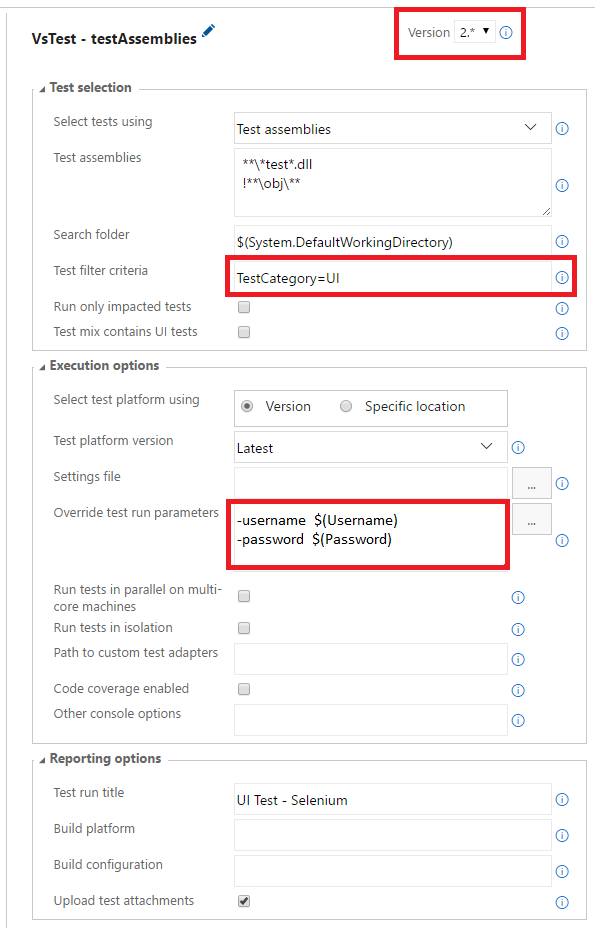 VsTest - testAssemblies
Version 2.*
Test selection
Select tests using
Test assemblies
Test assemblies
**\*test*.dll
!**\obj\**
Search folder
$(System.DefaultWorkingDirectory)
Test filter criteria
TestCategory=UI
Run only impacted tests
Test mix contains UI tests
Execution options
Select test platform using
Version
Specific location
Test platform version
Latest
Settings file
...
Override test run parameters
-username $(Username)
-password $(Password)
...
Run tests in parallel on multi-
core machines
Run tests in isolation
Path to custom test adapters
Code coverage enabled
Other console options
Reporting options
Test run title
UI Test - Selenium
Build platform
Build configuration
Upload test attachments